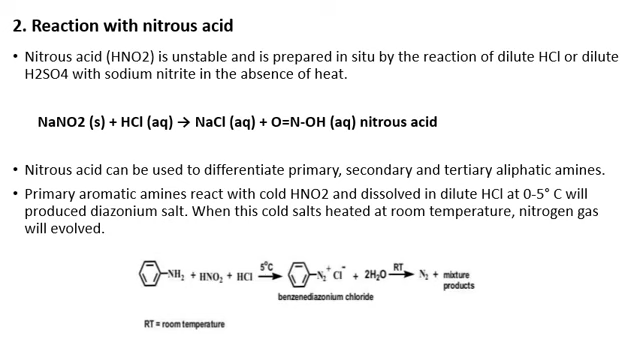 2. Reaction with nitrous acid
• Nitrous acid (HNO2) is unstable and is prepared in situ by the reaction of dilute HCl or dilute
H2SO4 with sodium nitrite in the absence of heat.
NaNO2 (s) + HCl (aq) → NaCl (aq) + O=N-OH (aq) nitrous acid
• Nitrous acid can be used to differentiate primary, secondary and tertiary aliphatic amines.
• Primary aromatic amines react with cold HNO2 and dissolved in dilute HCl at 0-5° C will
produced diazonium salt. When this cold salts heated at room temperature, nitrogen gas
will evolved.
-NH₂ + HNO₂ + HCl 5°C → -N₂⁺ Cl⁻ + 2H₂O RT → N₂ + mixture
products
benzenediazonium chloride
RT = room temperature